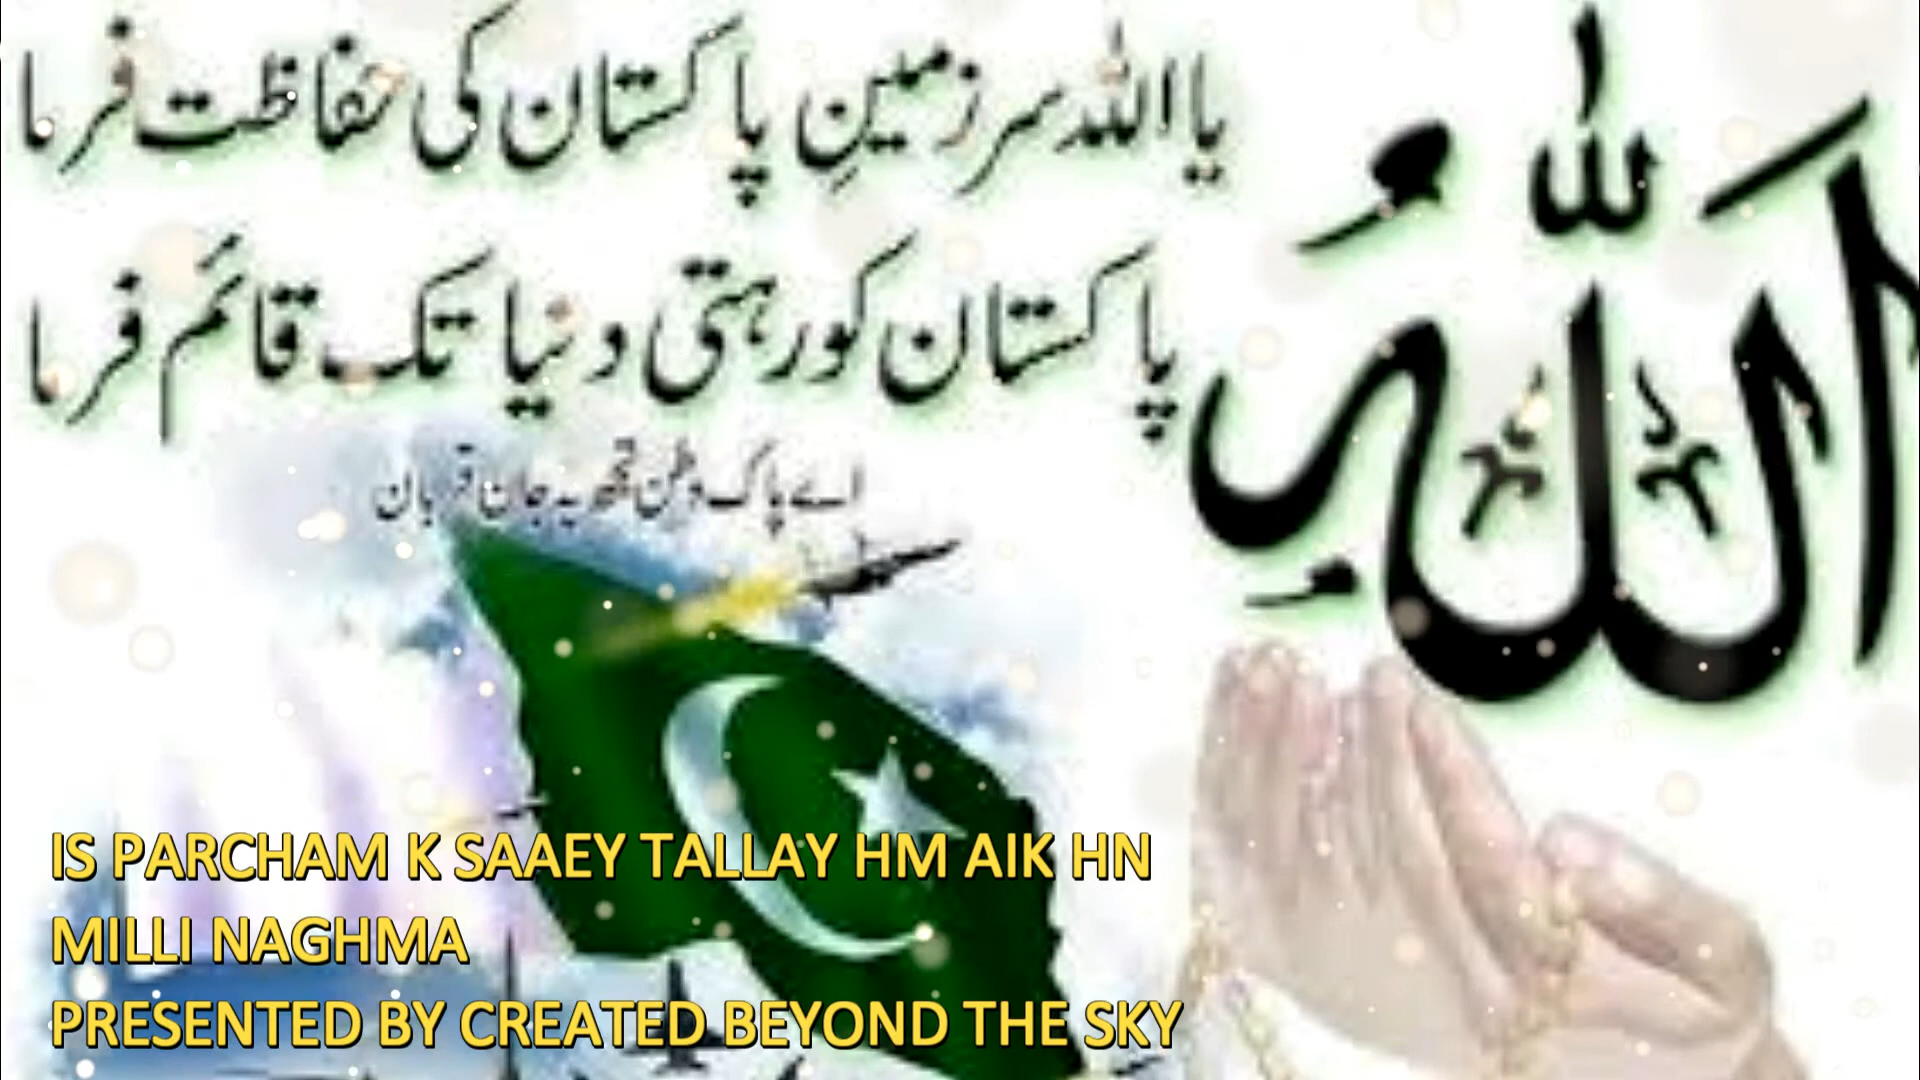 یا اللہ سرزمینِ پاکستان کی حفاظت فرما
پاکستان کو رہتی دنیا تک قائم فرما
اے پاک وطن تجھ پہ جان قربان
اللہُ
IS PARCHAM K SAAEY TALLAY HM AIK HN
MILLI NAGHMA
PRESENTED BY CREATED BEYOND THE SKY